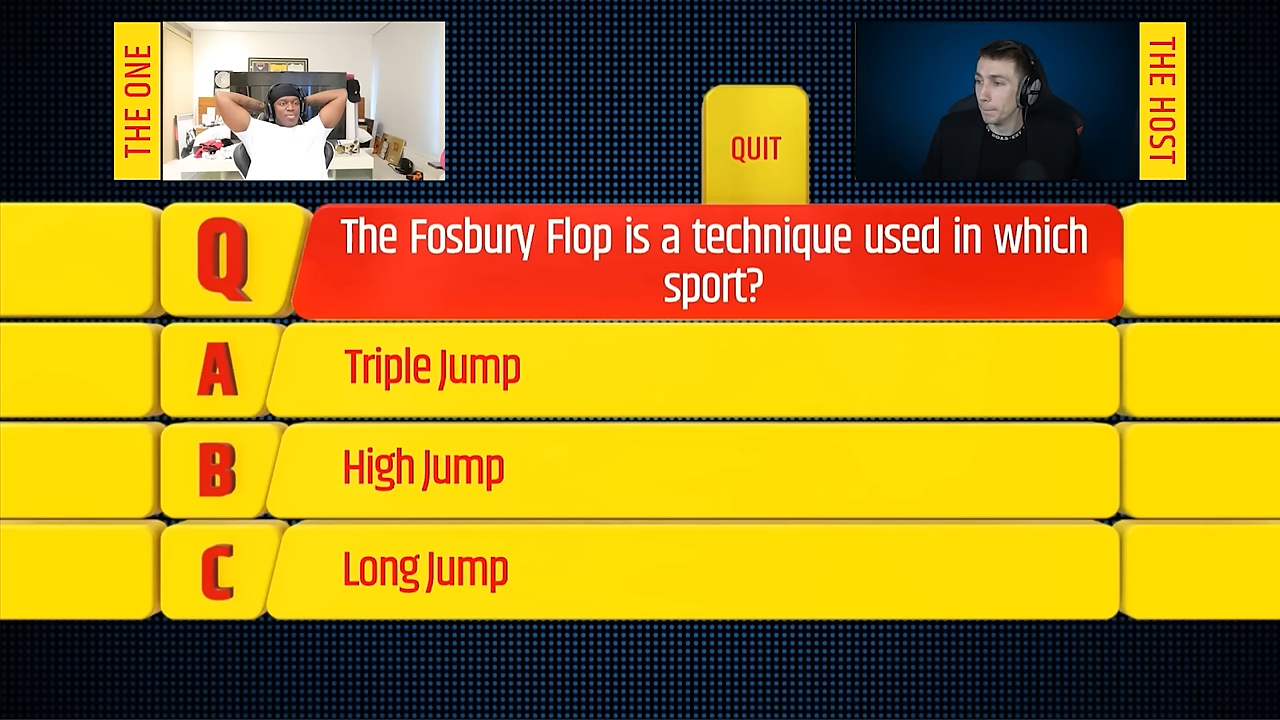 THE ONE
THE HOST
QUIT
Q
The Fosbury Flop is a technique used in which
sport?
A
Triple Jump
B
High Jump
C
Long Jump